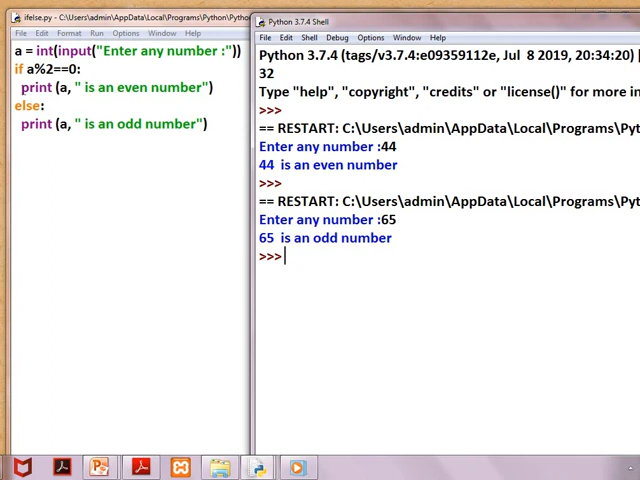 ifelse.py - C:\Users\admin\AppData\Local\Programs\Python\Pytho
File Edit Format Run Options Window Help
a = int(input("Enter any number :"))
if a%2==0:
print (a, " is an even number")
else:
print (a, " is an odd number")
Python 3.7.4 Shell
File Edit Shell Debug Options Window Help
Python 3.7.4 (tags/v3.7.4:e09359112e, Jul 8 2019, 20:34:20) [
32
Type "help", "copyright", "credits" or "license()" for more in
>>>
== RESTART: C:\Users\admin\AppData\Local\Programs\Pyt
Enter any number :44
44 is an even number
>>>
== RESTART: C:\Users\admin\AppData\Local\Programs\Pyt
Enter any number :65
65 is an odd number
>>>